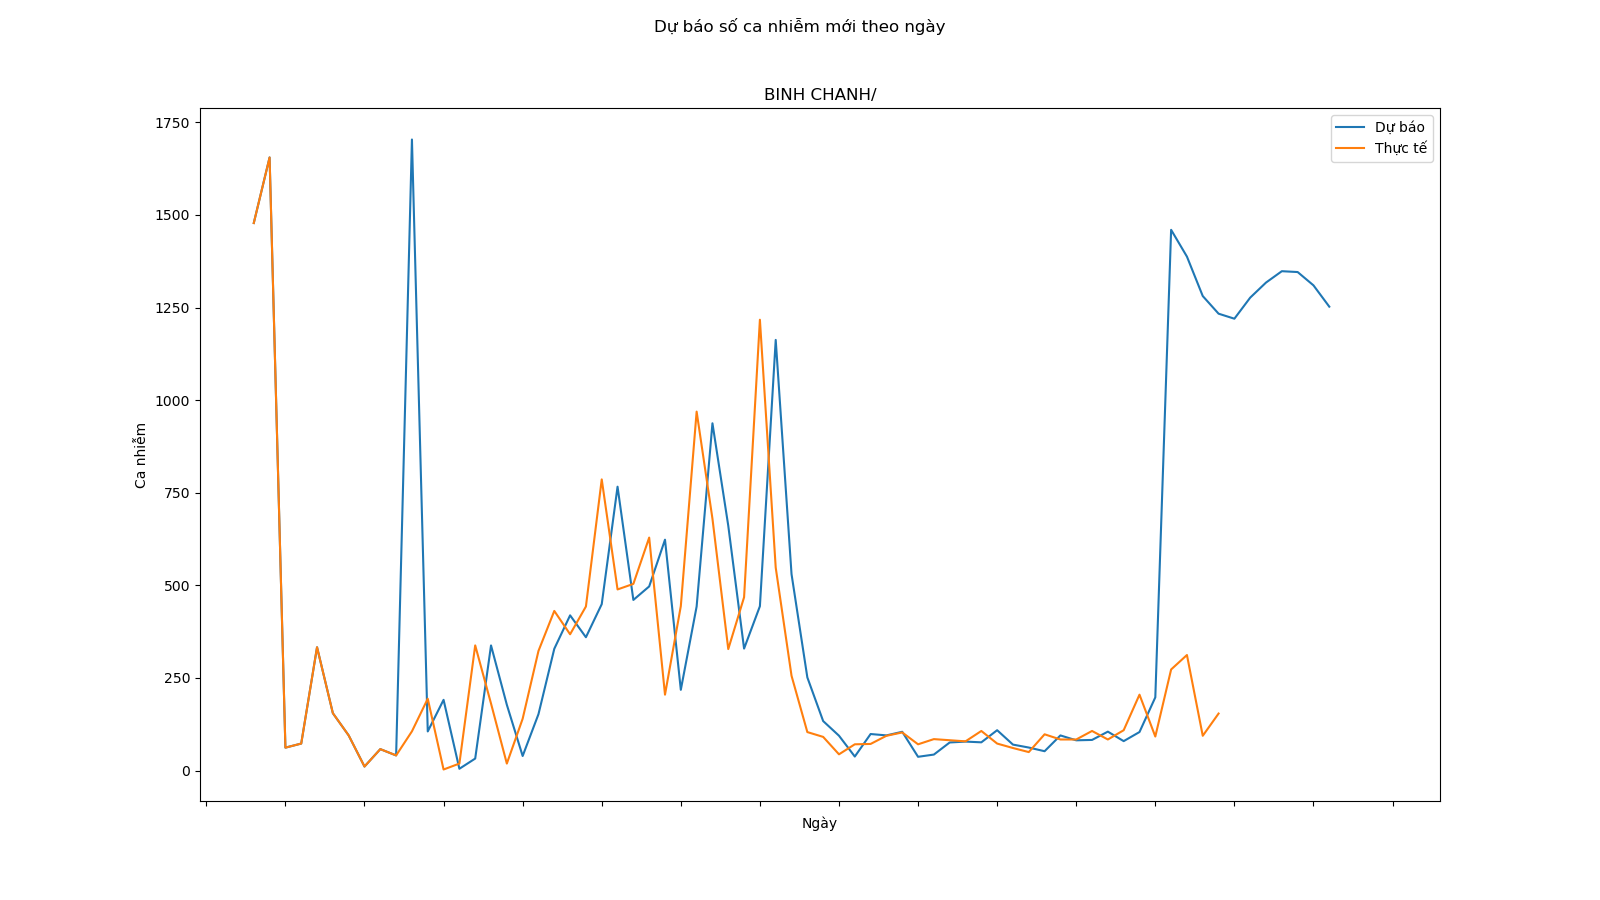 Dự báo số ca nhiễm mới theo ngày
BINH CHANH/
1750
1500
1250
1000
750
500
250
0
Ca nhiễm
Ngày
Dự báo
Thực tế